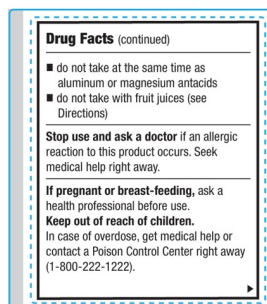 Drug Facts (continued)
■ do not take at the same time as
aluminum or magnesium antacids
■ do not take with fruit juices (see
Directions)
Stop use and ask a doctor if an allergic
reaction to this product occurs. Seek
medical help right away.
If pregnant or breast-feeding, ask a
health professional before use.
Keep out of reach of children.
In case of overdose, get medical help or
contact a Poison Control Center right away
(1-800-222-1222).